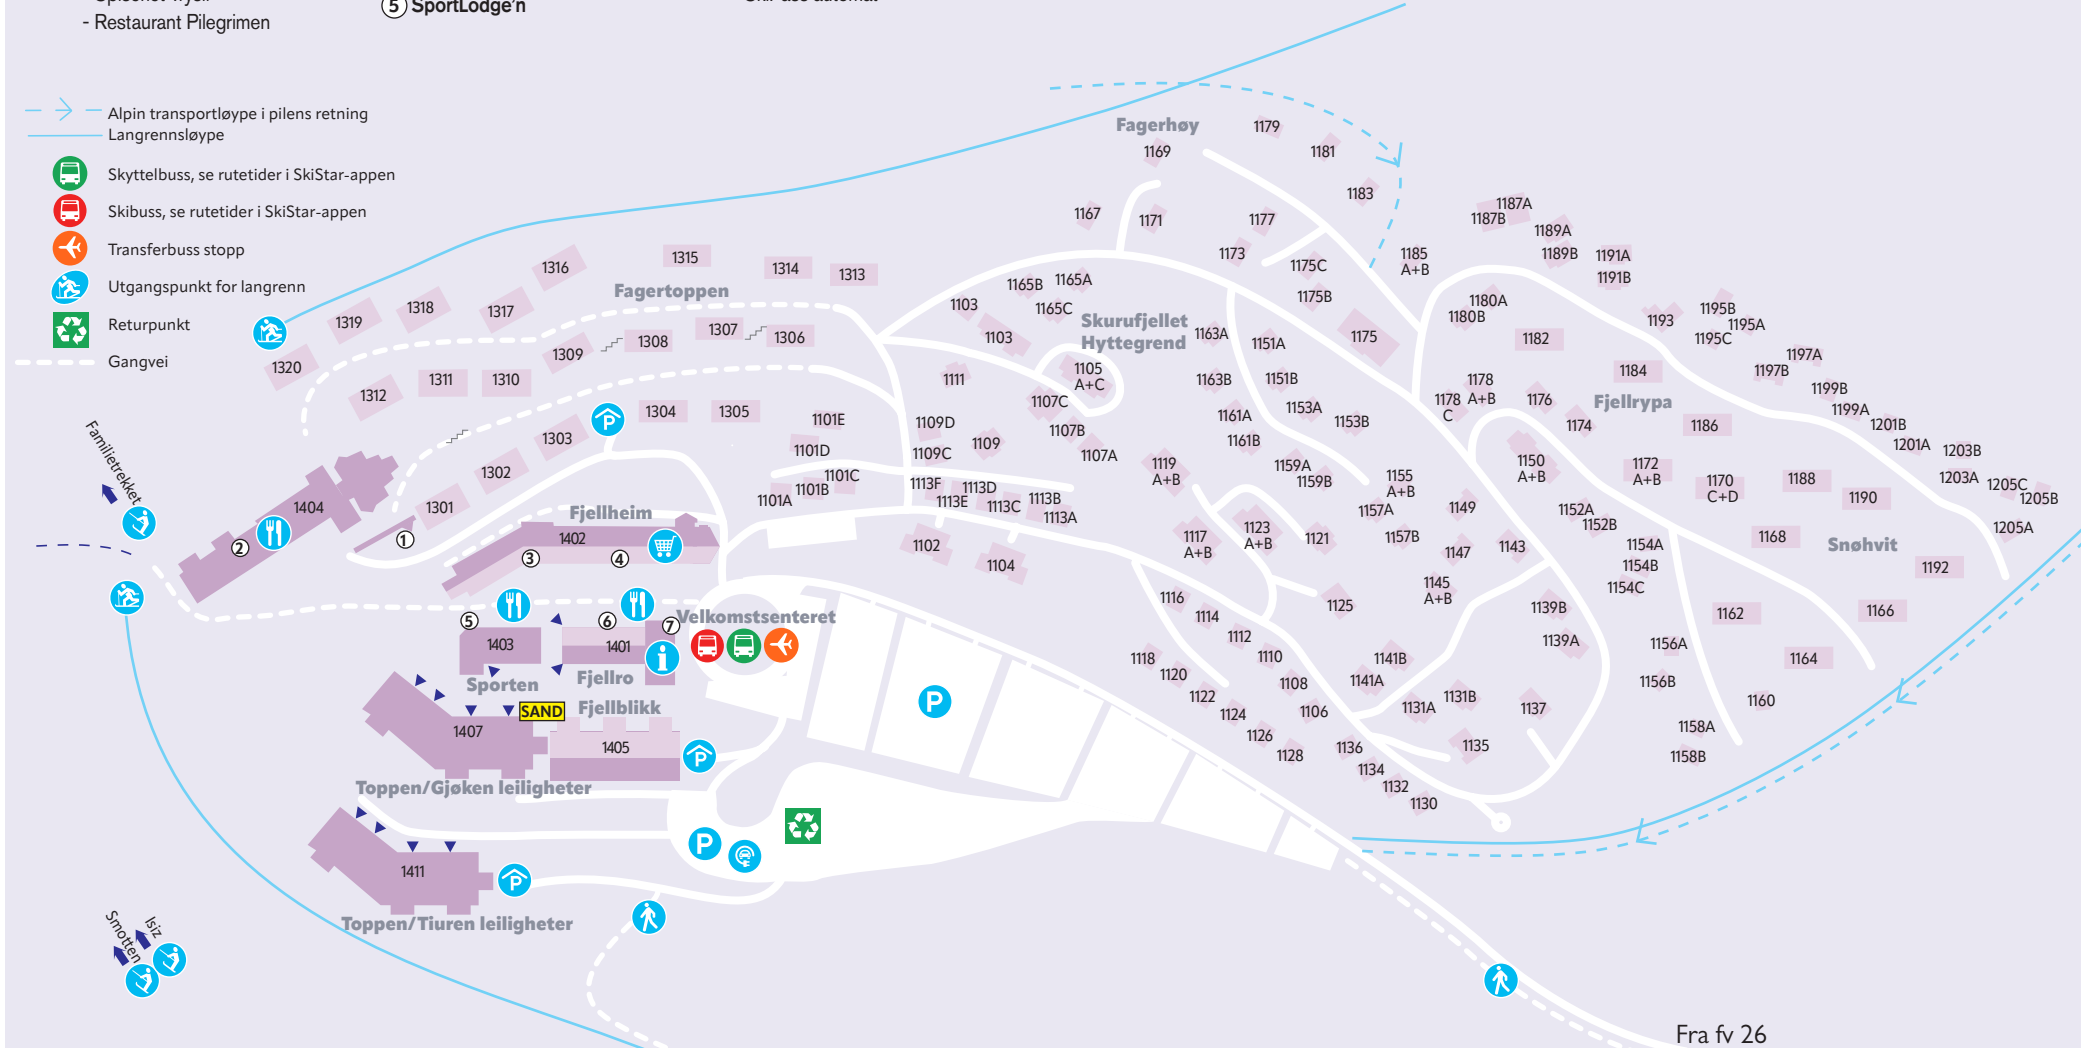 - Restaurant Pilegrimen
5 SportLodge'n
Alpin transportløype i pilens retning
Langrennsløype
Skyttelbuss, se rutetider i SkiStar-appen
Skibuss, se rutetider i SkiStar-appen
Transferbuss stopp
Utgangspunkt for langrenn
Returpunkt
Gangvei
Fagerhøy
1179
1169
1181
1183
1167
1171
1177
1187A
1187B
1189A
1189B
1173
1185
A+B
1191A
1191B
1175C
1175B
1316
1315
1314
1313
Fagertoppen
1165B
1165A
1165C
1103
1103
Skurufjellet
Hyttegrend
1319
1318
1317
1307
1308
1306
1309
1320
1312
1311
1310
1304
1305
1303
1302
1301
1163A
1151A
1175
1180A
1180B
1182
1193
1195B
1195A
1195C
1197A
1197B
1184
1199B
1199A
1111
1105
A+C
1163B
1151B
1178
A+B
1178
C
1176
1174
Fjellrypa
1186
1201B
1201A
1203B
1203A
1205C
1205B
1205A
1107C
1107B
1107A
1161A
1161B
1153A
1153B
1101E
1101D
1101C
1101B
1101A
1109D
1109
1109C
1113F
1113D
1113E
1113C
1113B
1113A
1119
A+B
1159A
1159B
1155
A+B
1157A
1157B
1149
1150
A+B
1172
A+B
1170
C+D
1188
1190
1152A
1152B
1168
Snøhvit
1192
Familietrekket
1404
2
1
P
Fjellheim
1402
3
4
1102
1104
1117
A+B
1123
A+B
1121
1147
1143
1154A
1154B
1154C
1145
A+B
1116
1114
1125
1139B
1139A
1162
1166
1112
1110
1156A
1164
5
6
7
Velkomstsenteret
1403
1401
i
Sporten
Fjellro
SAND
Fjellblikk
1407
1405
P
Toppen/Gjøken leiligheter
P
1118
1120
1122
1124
1126
1128
1108
1106
1141B
1141A
1131A
1131B
1137
1135
1156B
1160
1158A
1158B
1136
1134
1132
1130
P
1411
P
Toppen/Tiuren leiligheter
Isiz
Smotten
Fra fv 26